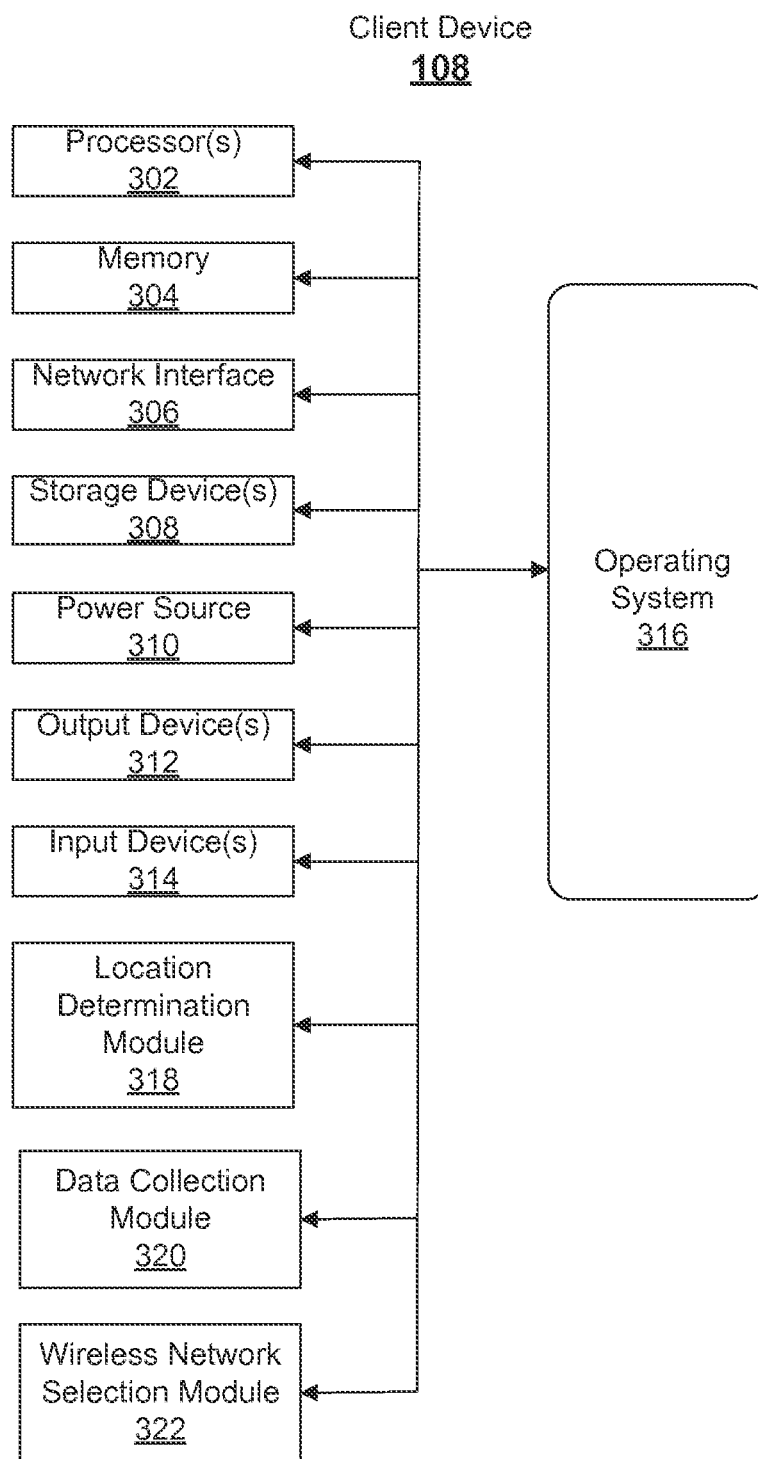 Client Device
108
Processor(s)
302
Memory
304
Network Interface
306
Storage Device(s)
308
Power Source
310
Output Device(s)
312
Input Device(s)
314
Location
Determination
Module
318
Data Collection
Module
320
Wireless Network
Selection Module
322
Operating
System
316